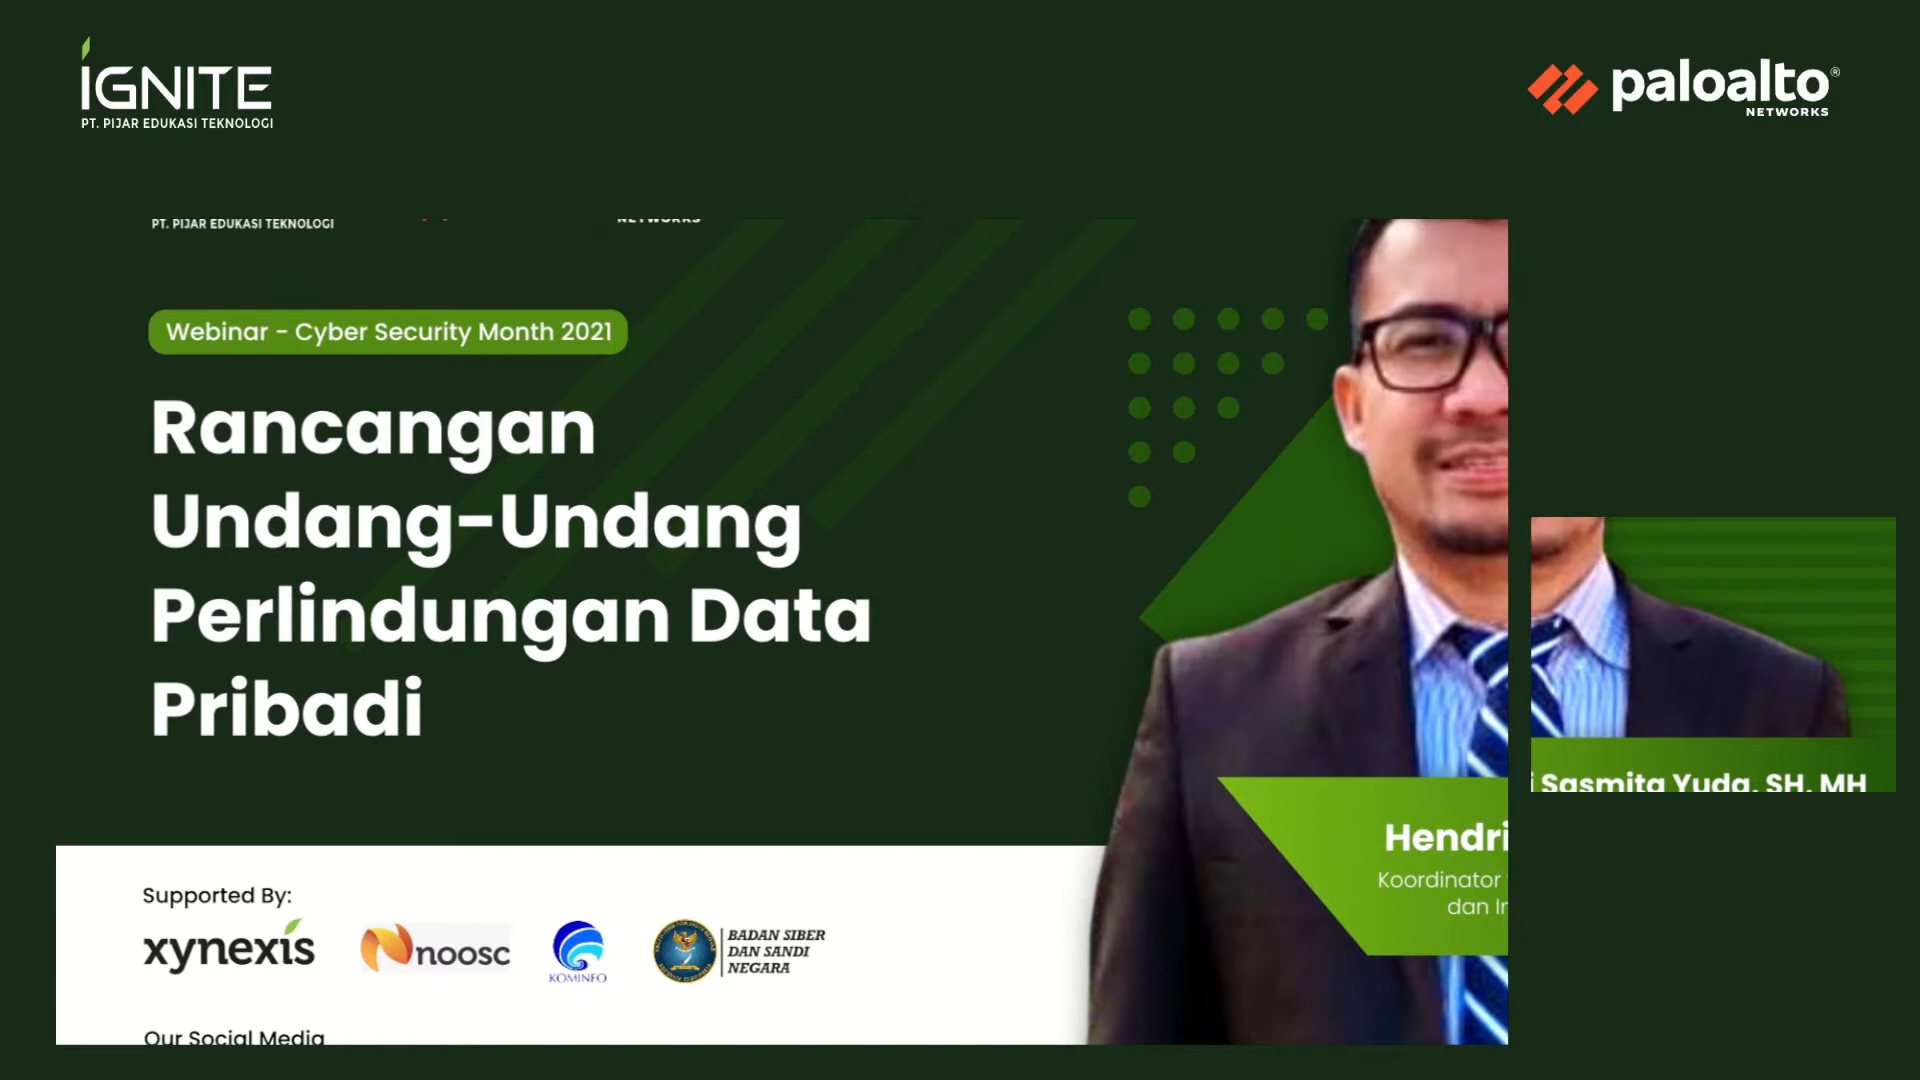 IGNITE
PT. PIJAR EDUKASI TEKNOLOGI
paloalto®
NETWORKS
PT. PIJAR EDUKASI TEKNOLOGI
NETWORKS
Webinar - Cyber Security Month 2021
Rancangan
Undang-Undang
Perlindungan Data
Pribadi
Hendri
Koordinator
dan
i Sasmita Yuda, SH, MH
Supported By:
xynexis
noosc
KOMINFO
BADAN SIBER
DAN SANDI
NEGARA
Our Social Media